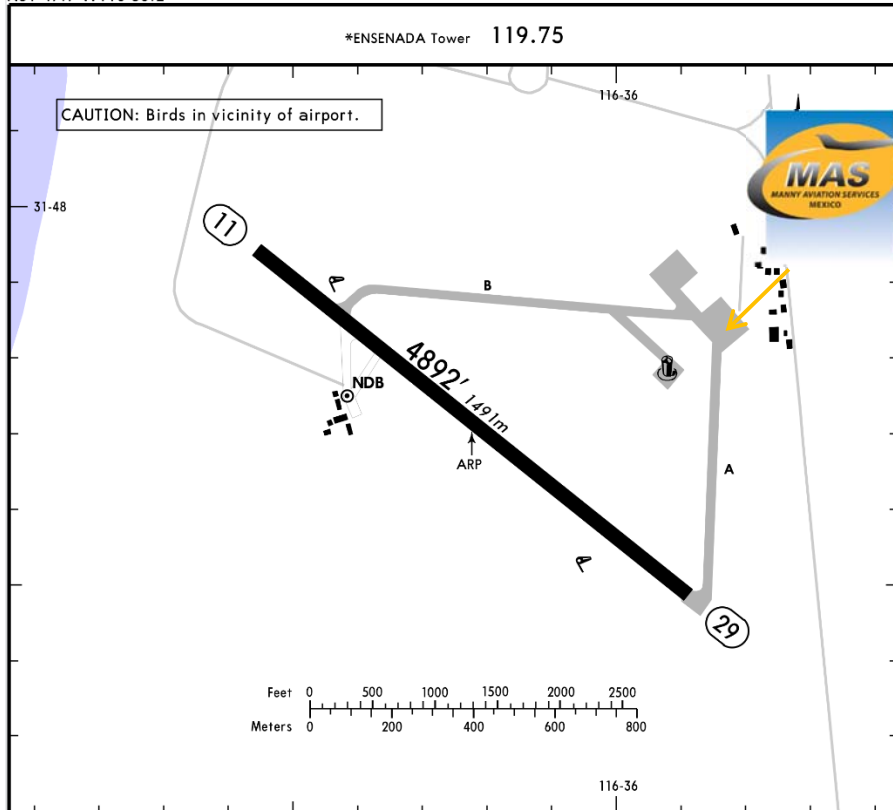 *ENSENADA Tower 119.75
116-36
CAUTION: Birds in vicinity of airport.
MAS
MANNY AVIATION SERVICES
MEXICO
31-48
11
B
4892'
1491m
NDB
ARP
A
29
Feet 0 500 1000 1500 2000 2500
Meters 0 200 400 600 800
116-36